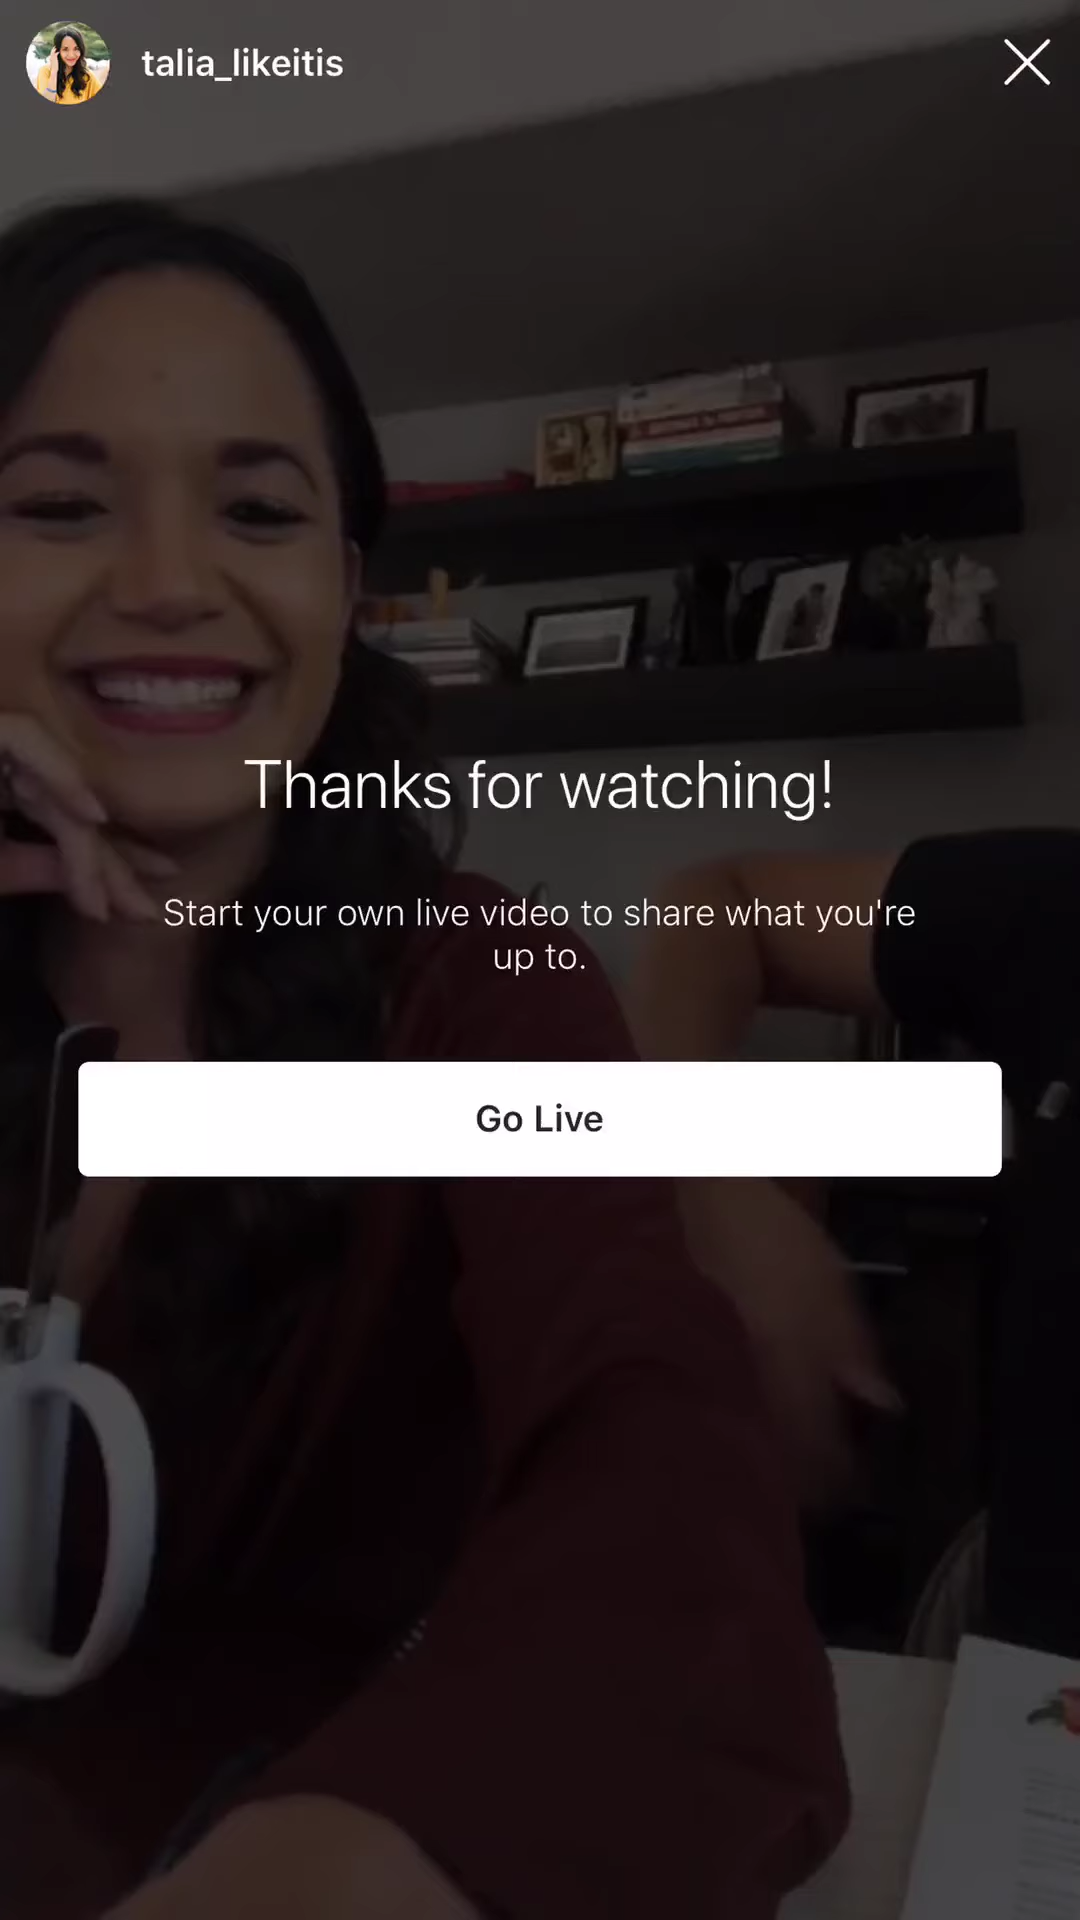 talia_likeitis
Thanks for watching!
Start your own live video to share what you're
up to.
Go Live